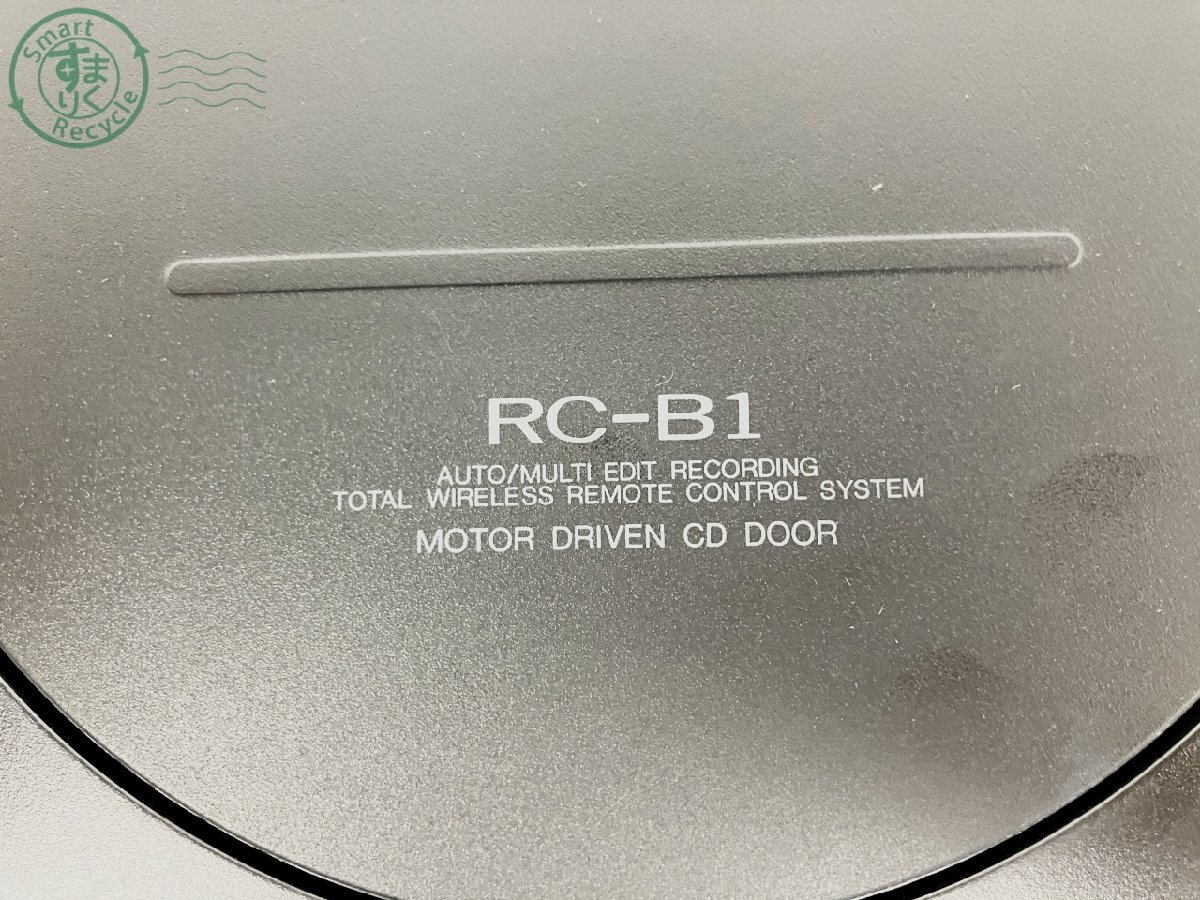 Smart
すまりく
Recycle
RC-B1
AUTO/MULTI EDIT RECORDING
TOTAL WIRELESS REMOTE CONTROL SYSTEM
MOTOR DRIVEN CD DOOR